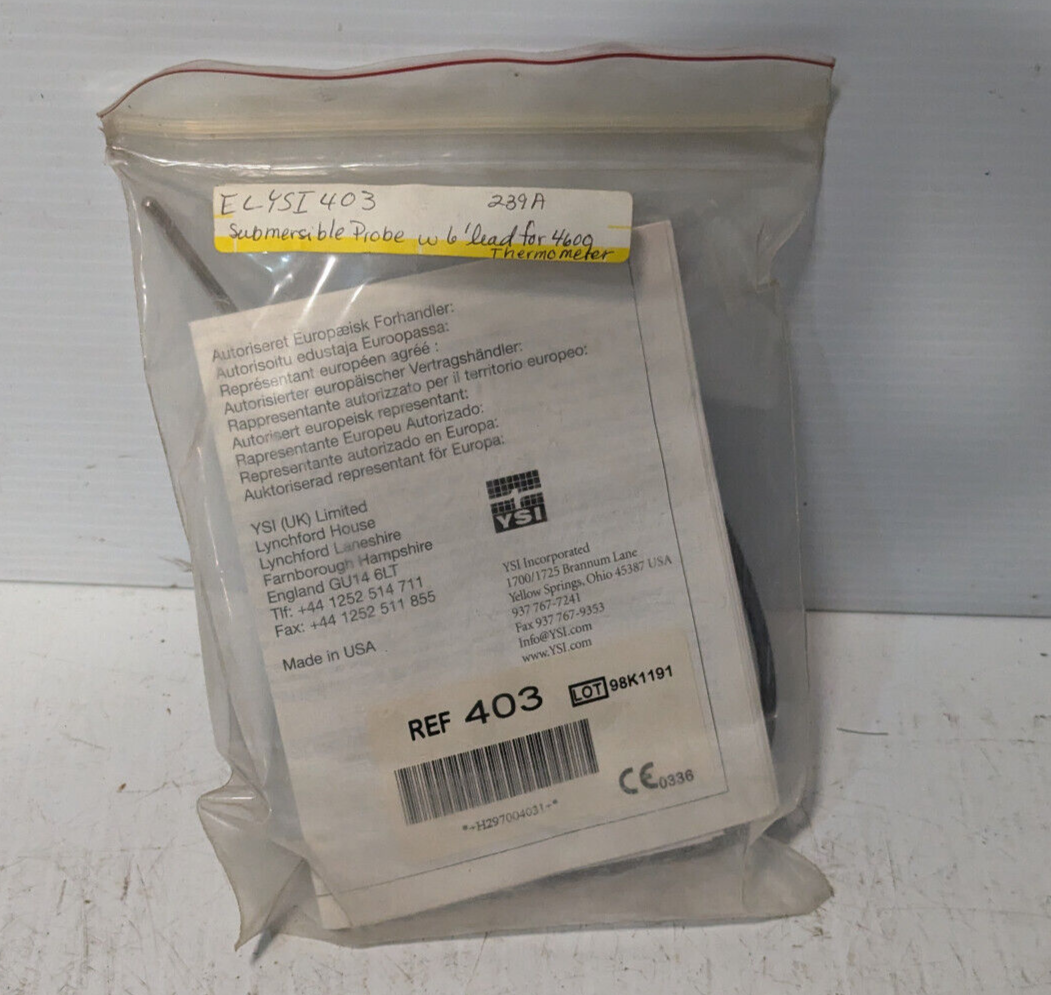 ELYSI403 239A
Submersible Probe w 6' lead for 4600
Thermometer
Autoriseret Europæisk Forhandler:
Autorisoitu edustaja Euroopassa:
Représentant européen agréé :
Autorisierter europäischer Vertragshändler:
Rappresentante autorizzato per il territorio europeo:
Autorisert europeisk representant:
Rapresentante Europeu Autorizado:
Representante autorizado en Europa:
Auktoriserad representant för Europa:
YSI (UK) Limited
Lynchford House
Lynchford Laneshire
Farnborough Hampshire
England GU14 6LT
Tlf: +44 1252 514 711
Fax: +44 1252 511 855
Made in USA
YSI
YSI Incorporated
1700/1725 Brannum Lane
Yellow Springs, Ohio 45387 USA
937 767-7241
Fax 937 767-9353
Info@YSI.com
www.YSI.com
REF 403 LOT 98K1191
*-H297004031-*
CE0336